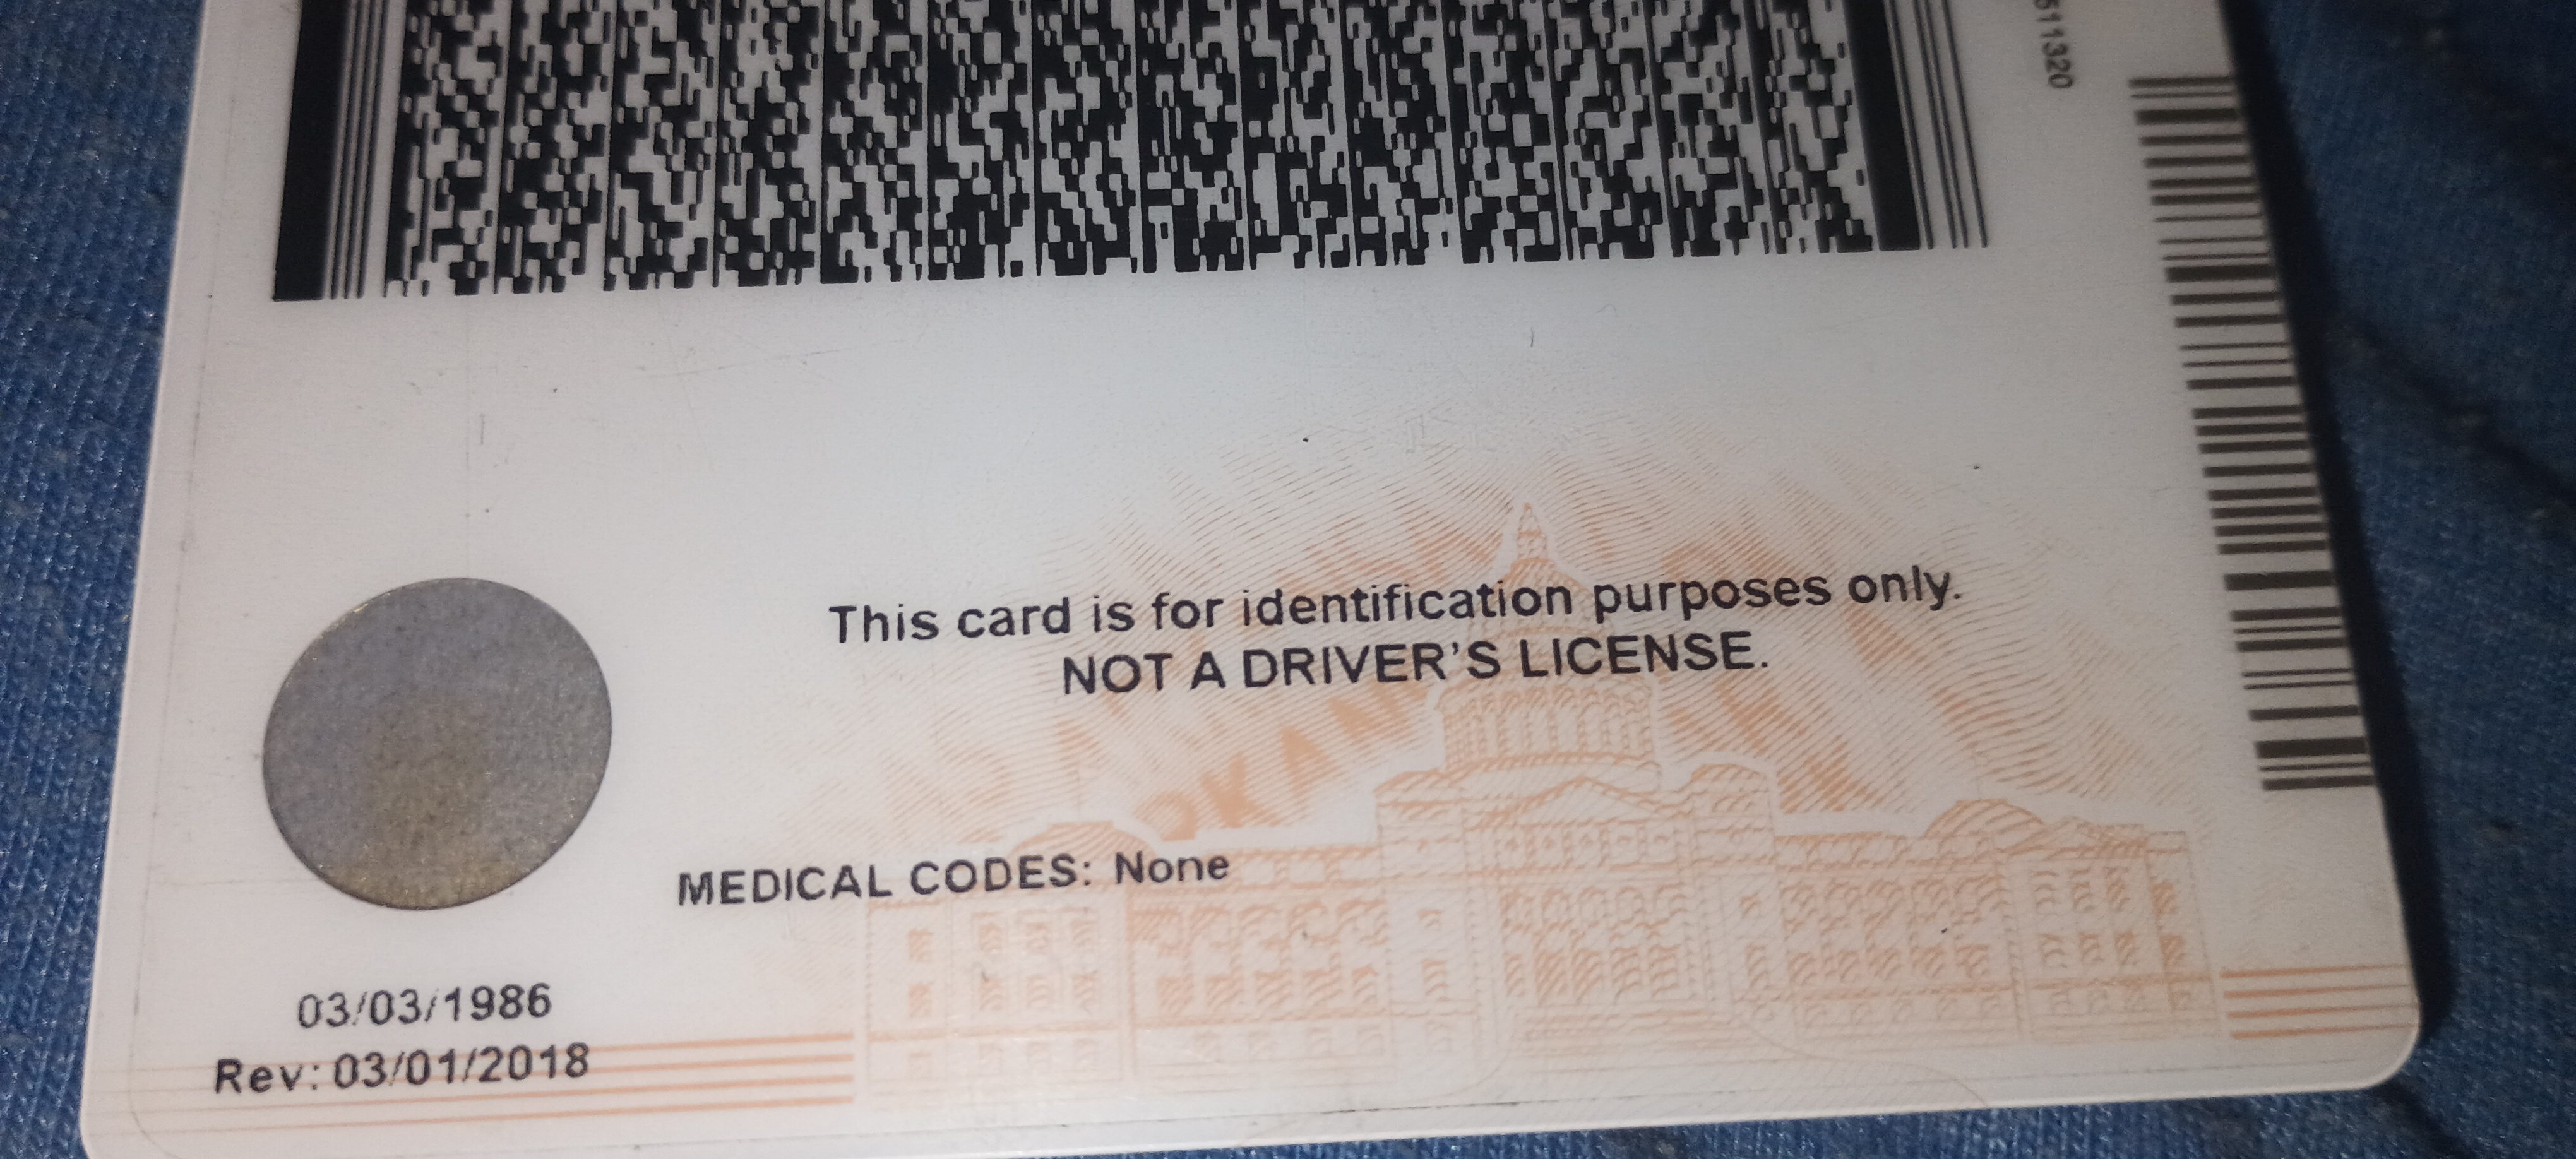 511320
This card is for identification purposes only.
NOT A DRIVER'S LICENSE.
MEDICAL CODES: None
03/03/1986
Rev: 03/01/2018